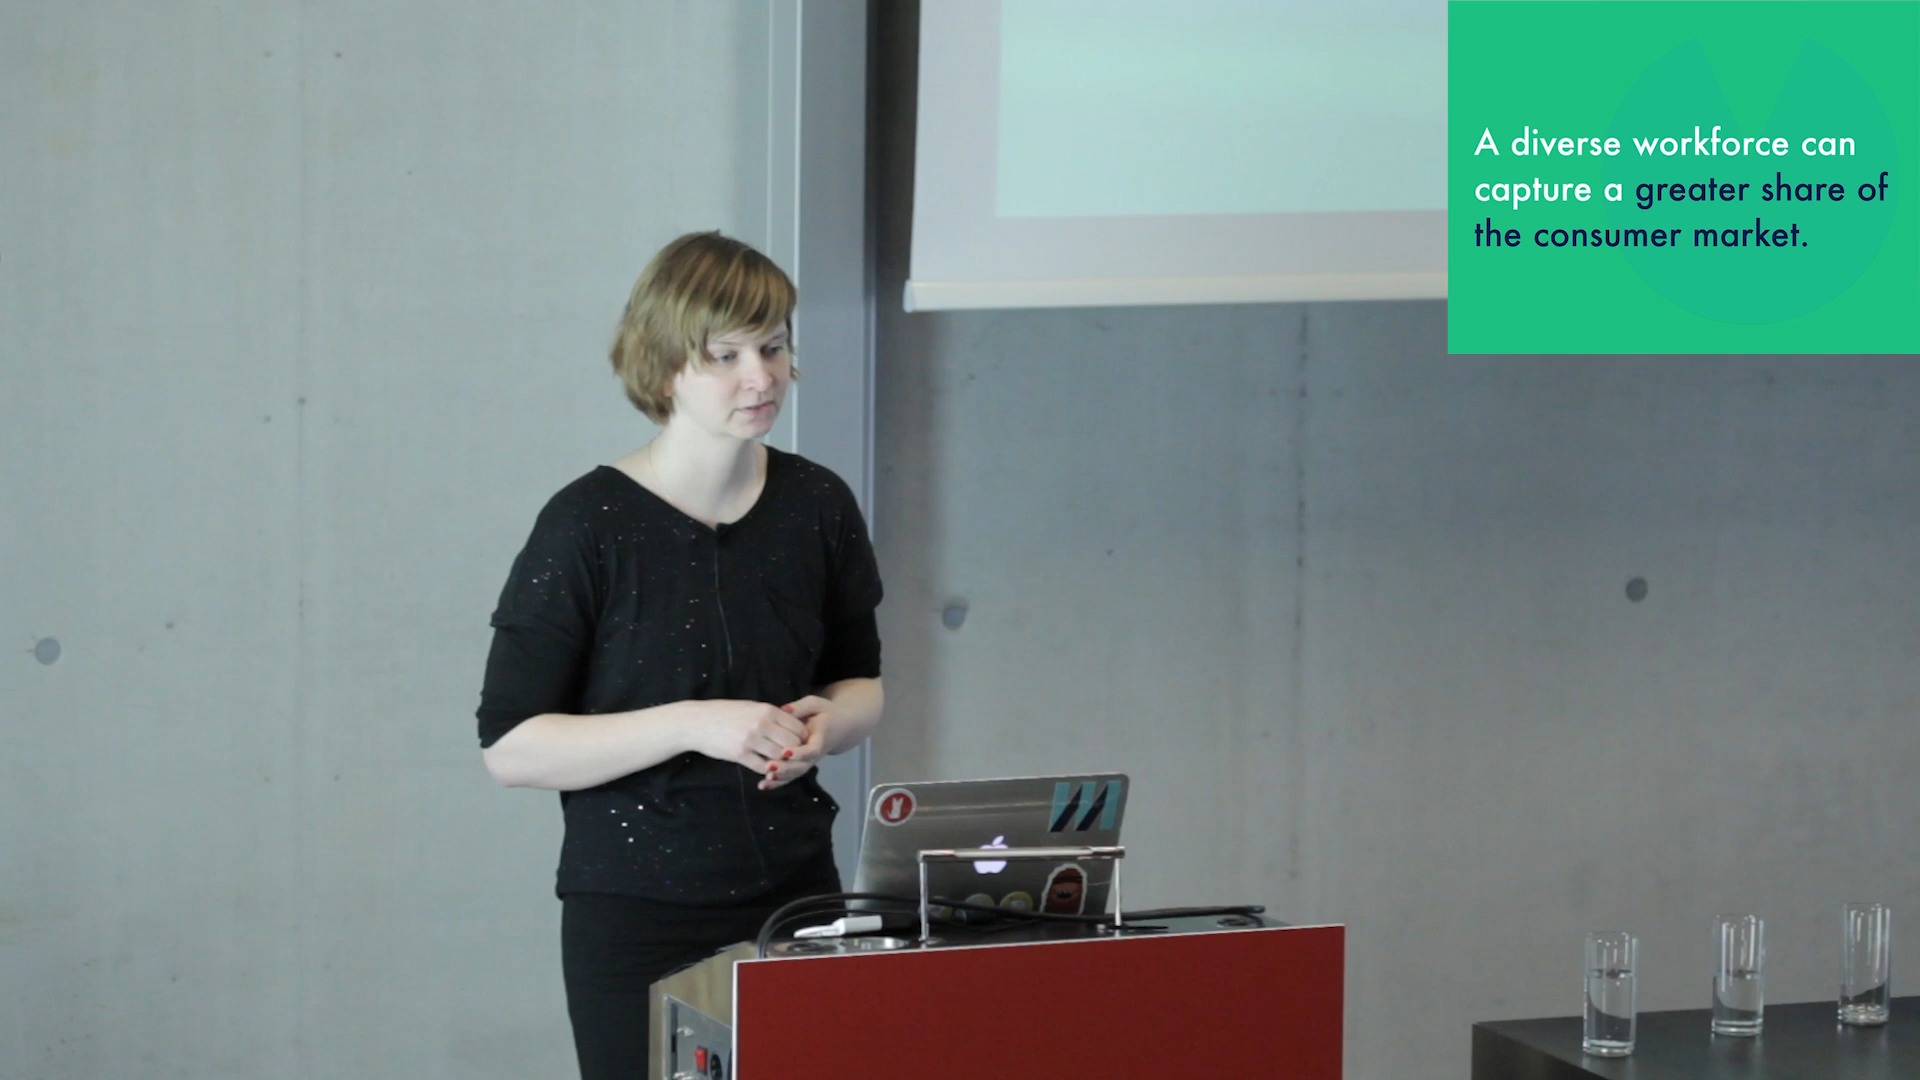 A diverse workforce can
capture a greater share of
the consumer market.